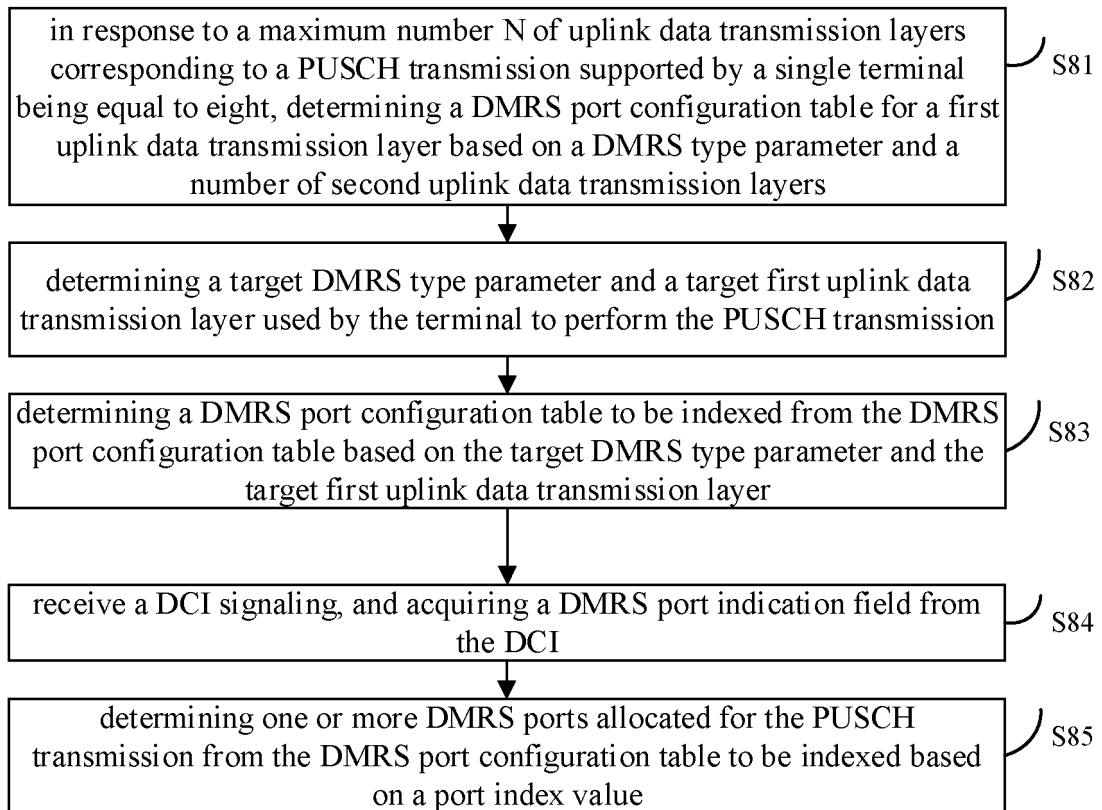 in response to a maximum number N of uplink data transmission layers
corresponding to a PUSCH transmission supported by a single terminal
being equal to eight, determining a DMRS port configuration table for a first
uplink data transmission layer based on a DMRS type parameter and a
number of second uplink data transmission layers
S81
determining a target DMRS type parameter and a target first uplink data
transmission layer used by the terminal to perform the PUSCH transmission
S82
determining a DMRS port configuration table to be indexed from the DMRS
port configuration table based on the target DMRS type parameter and the
target first uplink data transmission layer
S83
receive a DCI signaling, and acquiring a DMRS port indication field from
the DCI
S84
determining one or more DMRS ports allocated for the PUSCH
transmission from the DMRS port configuration table to be indexed based
on a port index value
S85